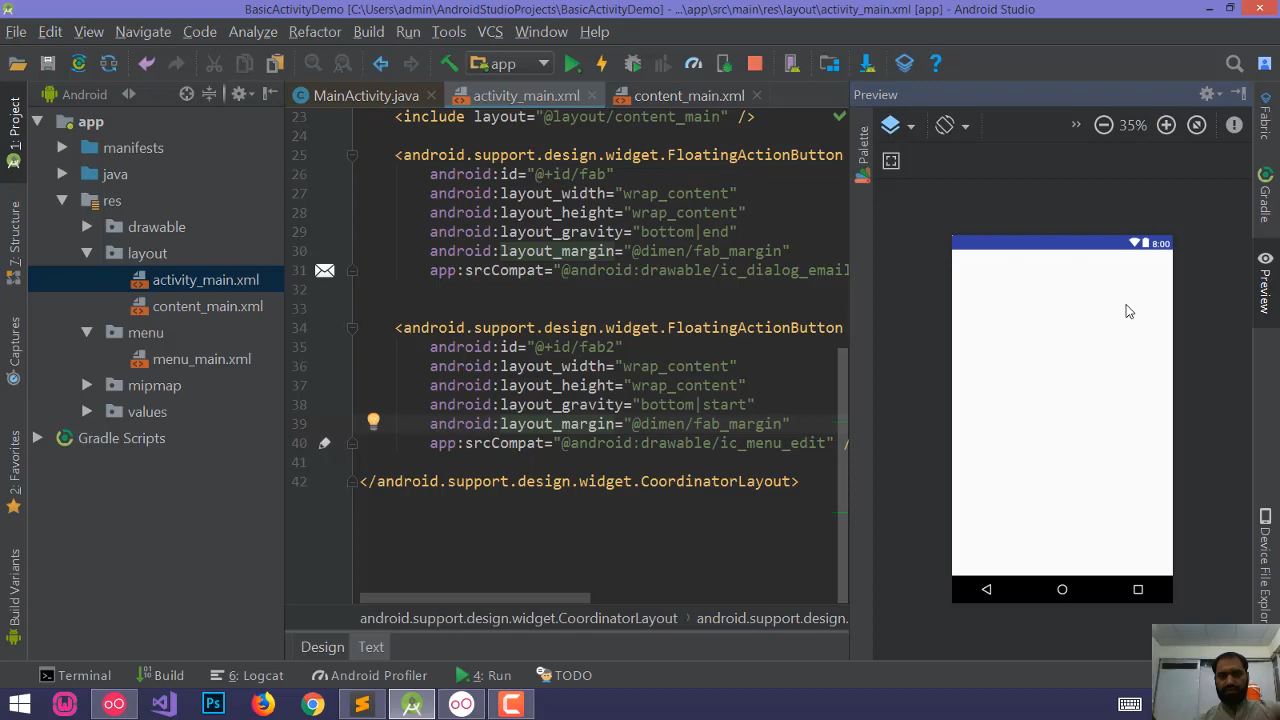 BasicActivityDemo [C:\Users\admin\AndroidStudioProjects\BasicActivityDemo] - ...\app\src\main\res\layout\activity_main.xml [app] - Android Studio
File Edit View Navigate Code Analyze Refactor Build Run Tools VCS Window Help
app
Android
MainActivity.java
activity_main.xml
content_main.xml
Preview
1: Project
7: Structure
Captures
2: Favorites
Build Variants
app
manifests
java
res
drawable
layout
activity_main.xml
content_main.xml
menu
menu_main.xml
mipmap
values
Gradle Scripts
23 <include layout="@layout/content_main" />
24
25 <android.support.design.widget.FloatingActionButton
26 android:id="@+id/fab"
27 android:layout_width="wrap_content"
28 android:layout_height="wrap_content"
29 android:layout_gravity="bottom|end"
30 android:layout_margin="@dimen/fab_margin"
31 app:srcCompat="@android:drawable/ic_dialog_email
32
33
34 <android.support.design.widget.FloatingActionButton
35 android:id="@+id/fab2"
36 android:layout_width="wrap_content"
37 android:layout_height="wrap_content"
38 android:layout_gravity="bottom|start"
39 android:layout_margin="@dimen/fab_margin"
40 app:srcCompat="@android:drawable/ic_menu_edit" /
41
42 </android.support.design.widget.CoordinatorLayout>
android.support.design.widget.CoordinatorLayout android.support.design.
Design Text
Palette
35%
8:00
Fabric
Gradle
Preview
Device File Explorer
Terminal Build 6: Logcat Android Profiler 4: Run TODO
Ps